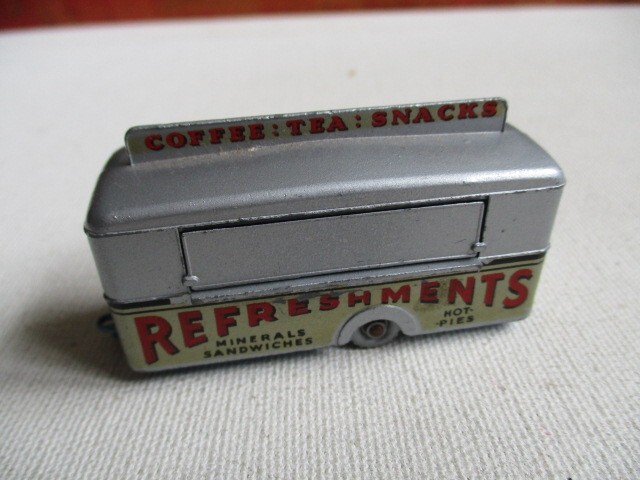 COFFEE : TEA : SNACKS
REFRESHMENTS
MINERALS
SANDWICHES
HOT-
-PIES